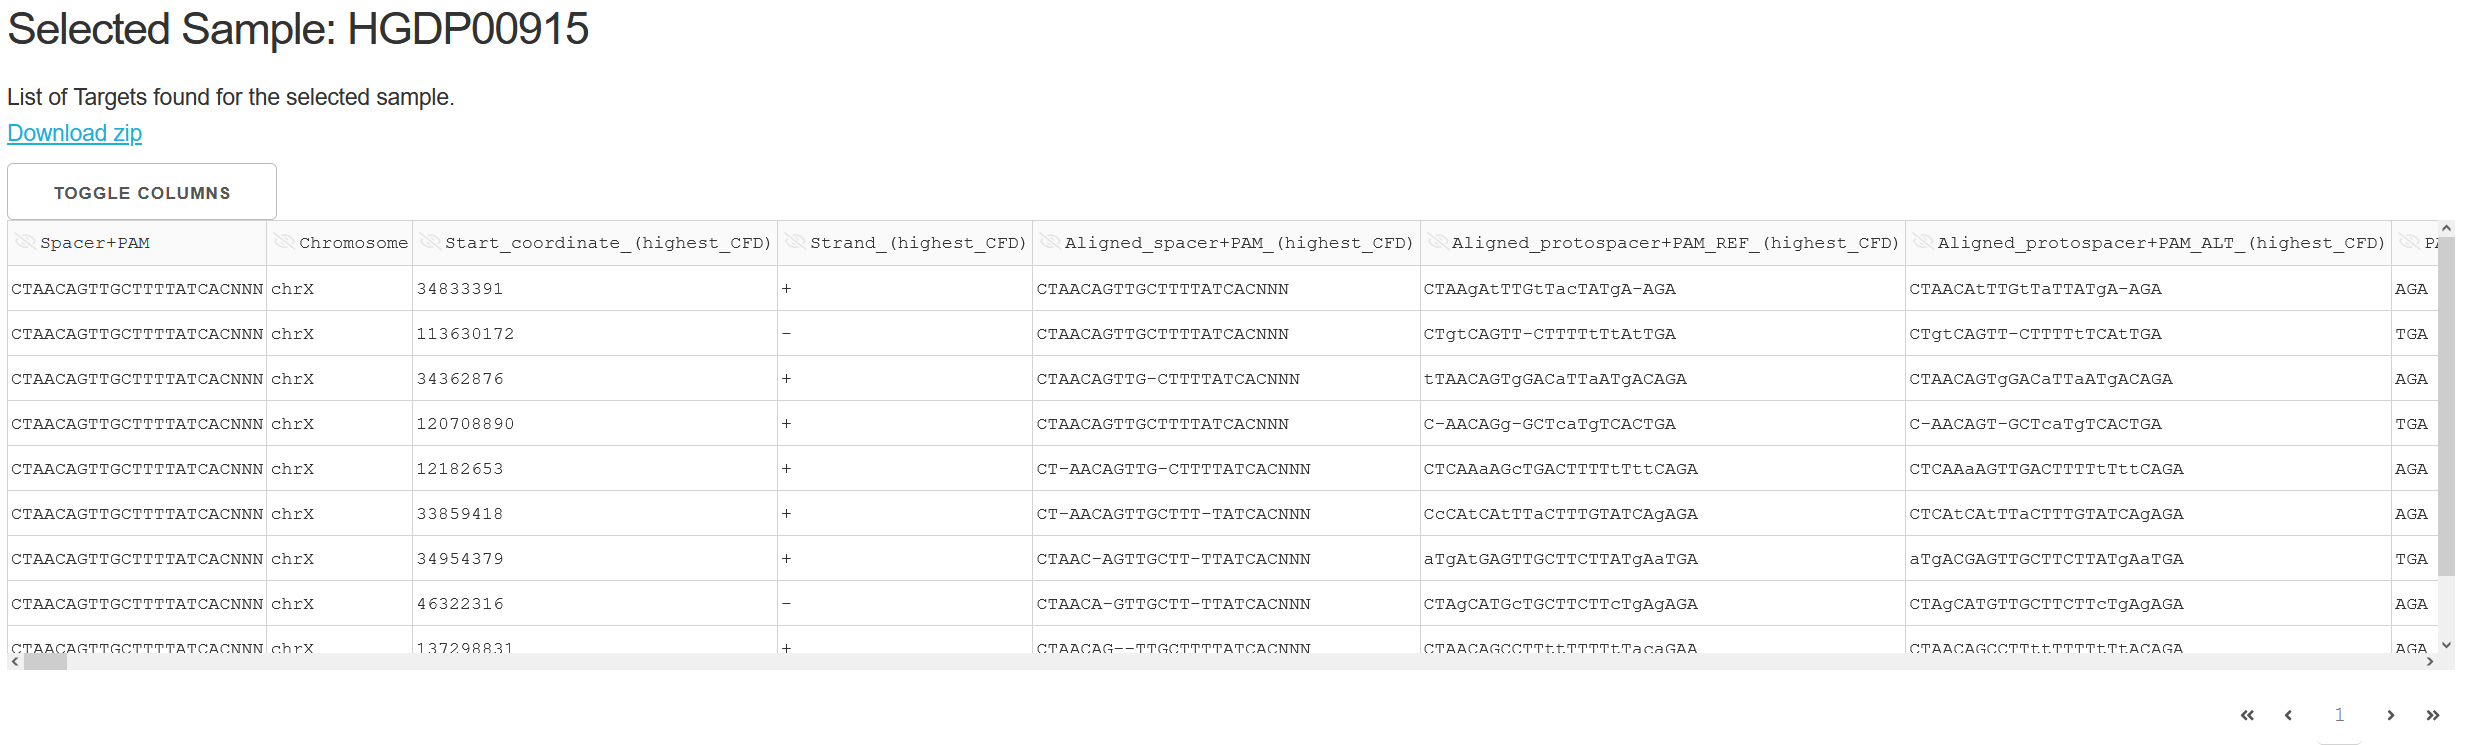 Selected Sample: HGDP00915
List of Targets found for the selected sample.
Download zip
TOGGLE COLUMNS
Spacer+PAM Chromosome Start_coordinate_(highest_CFD) Strand_(highest_CFD) Aligned_spacer+PAM_(highest_CFD) Aligned_protospacer+PAM_REF_(highest_CFD) Aligned_protospacer+PAM_ALT_(highest_CFD)
CTAACAGTTGCTTTTATCACNNN chrX 34833391 + CTAACAGTTGCTTTTATCACNNN CTAAgAtTTGtTacTATgA-AGA CTAACAtTTGtTaTTATgA-AGA AGA
CTAACAGTTGCTTTTATCACNNN chrX 113630172 - CTAACAGTTGCTTTTATCACNNN CTgtCAGTT-CTTTTtTtAtTGA CTgtCAGTT-CTTTTtTCAtTGA TGA
CTAACAGTTGCTTTTATCACNNN chrX 34362876 + CTAACAGTTG-CTTTTATCACNNN tTAACAGTgGACaTTaATgACAGA CTAACAGTgGACaTTaATgACAGA AGA
CTAACAGTTGCTTTTATCACNNN chrX 120708890 + CTAACAGTTGCTTTTATCACNNN C-AACAGg-GCTcaTgTCACTGA C-AACAGT-GCTcaTgTCACTGA TGA
CTAACAGTTGCTTTTATCACNNN chrX 12182653 + CT-AACAGTTG-CTTTTATCACNNN CTCAAaAGcTGACTTTTtTttCAGA CTCAAaAGTTGACTTTTtTttCAGA AGA
CTAACAGTTGCTTTTATCACNNN chrX 33859418 + CT-AACAGTTGCTTT-TATCACNNN CcCAtCAtTTaCTTTGTATCAgAGA CTCAtCAtTTaCTTTGTATCAgAGA AGA
CTAACAGTTGCTTTTATCACNNN chrX 34954379 + CTAAC-AGTTGCTT-TTATCACNNN aTgAtGAGTTGCTTCTTATgAaTGA aTgACGAGTTGCTTCTTATgAaTGA TGA
CTAACAGTTGCTTTTATCACNNN chrX 46322316 - CTAACA-GTTGCTT-TTATCACNNN CTAgCATGcTGCTTCTTcTgAgAGA CTAgCATGTTGCTTCTTcTgAgAGA AGA
CTAACAGTTGCTTTTATCACNNN chrX 137298831 + CTAACAG--TTGCTTTTATCACNNN CTAACAGCCTTttTTTTtTacaGAA CTAACAGCCTTttTTTTtTtACAGA AGA
1